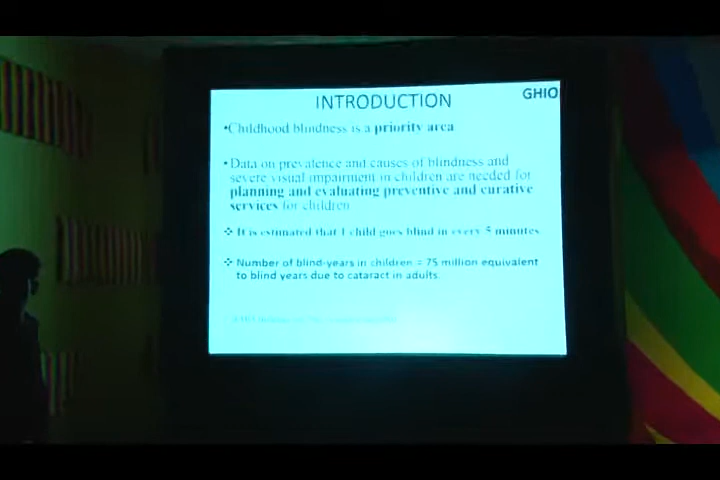 INTRODUCTION
GHIO
•Childhood blindness is a priority area
•Data on prevalence and causes of blindness and
severe visual impairment in children are needed for
planning and evaluating preventive and curative
services for children
❖ It is estimated that 1 child goes blind in every 5 minutes
❖ Number of blind-years in children = 75 million equivalent
to blind years due to cataract in adults.